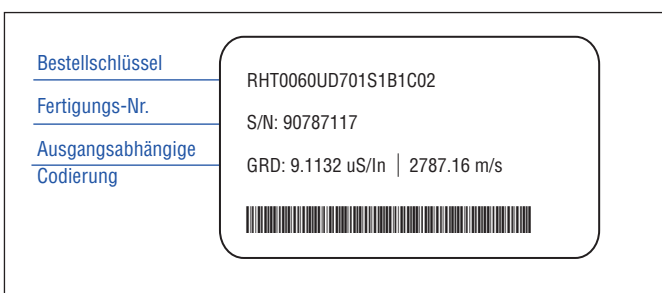 Bestellschlüssel
RHT0060UD701S1B1C02
Fertigungs-Nr.
S/N: 90787117
Ausgangsabhängige
Codierung
GRD: 9.1132 uS/In | 2787.16 m/s